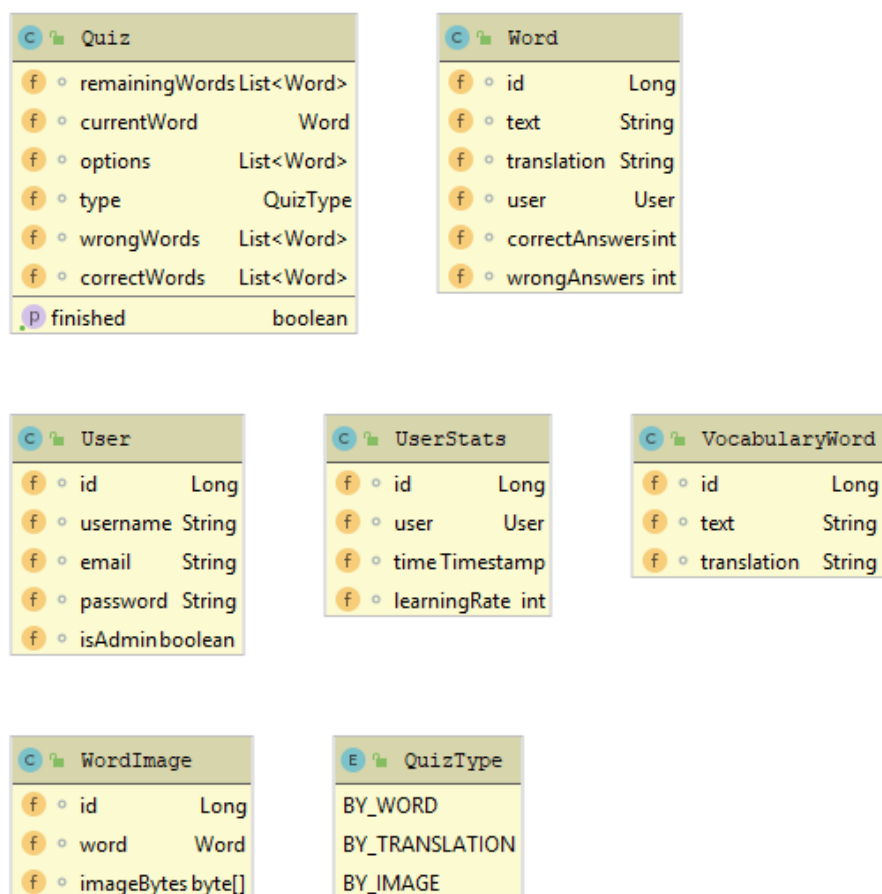 C Quiz
f remainingWords List<Word>
f currentWord Word
f options List<Word>
f type QuizType
f wrongWords List<Word>
f correctWords List<Word>
p finished boolean
C Word
f id Long
f text String
f translation String
f user User
f correctAnswers int
f wrongAnswers int
C User
f id Long
f username String
f email String
f password String
f isAdmin boolean
C UserStats
f id Long
f user User
f time Timestamp
f learningRate int
C VocabularyWord
f id Long
f text String
f translation String
C WordImage
f id Long
f word Word
f imageBytes byte[]
E QuizType
BY_WORD
BY_TRANSLATION
BY_IMAGE